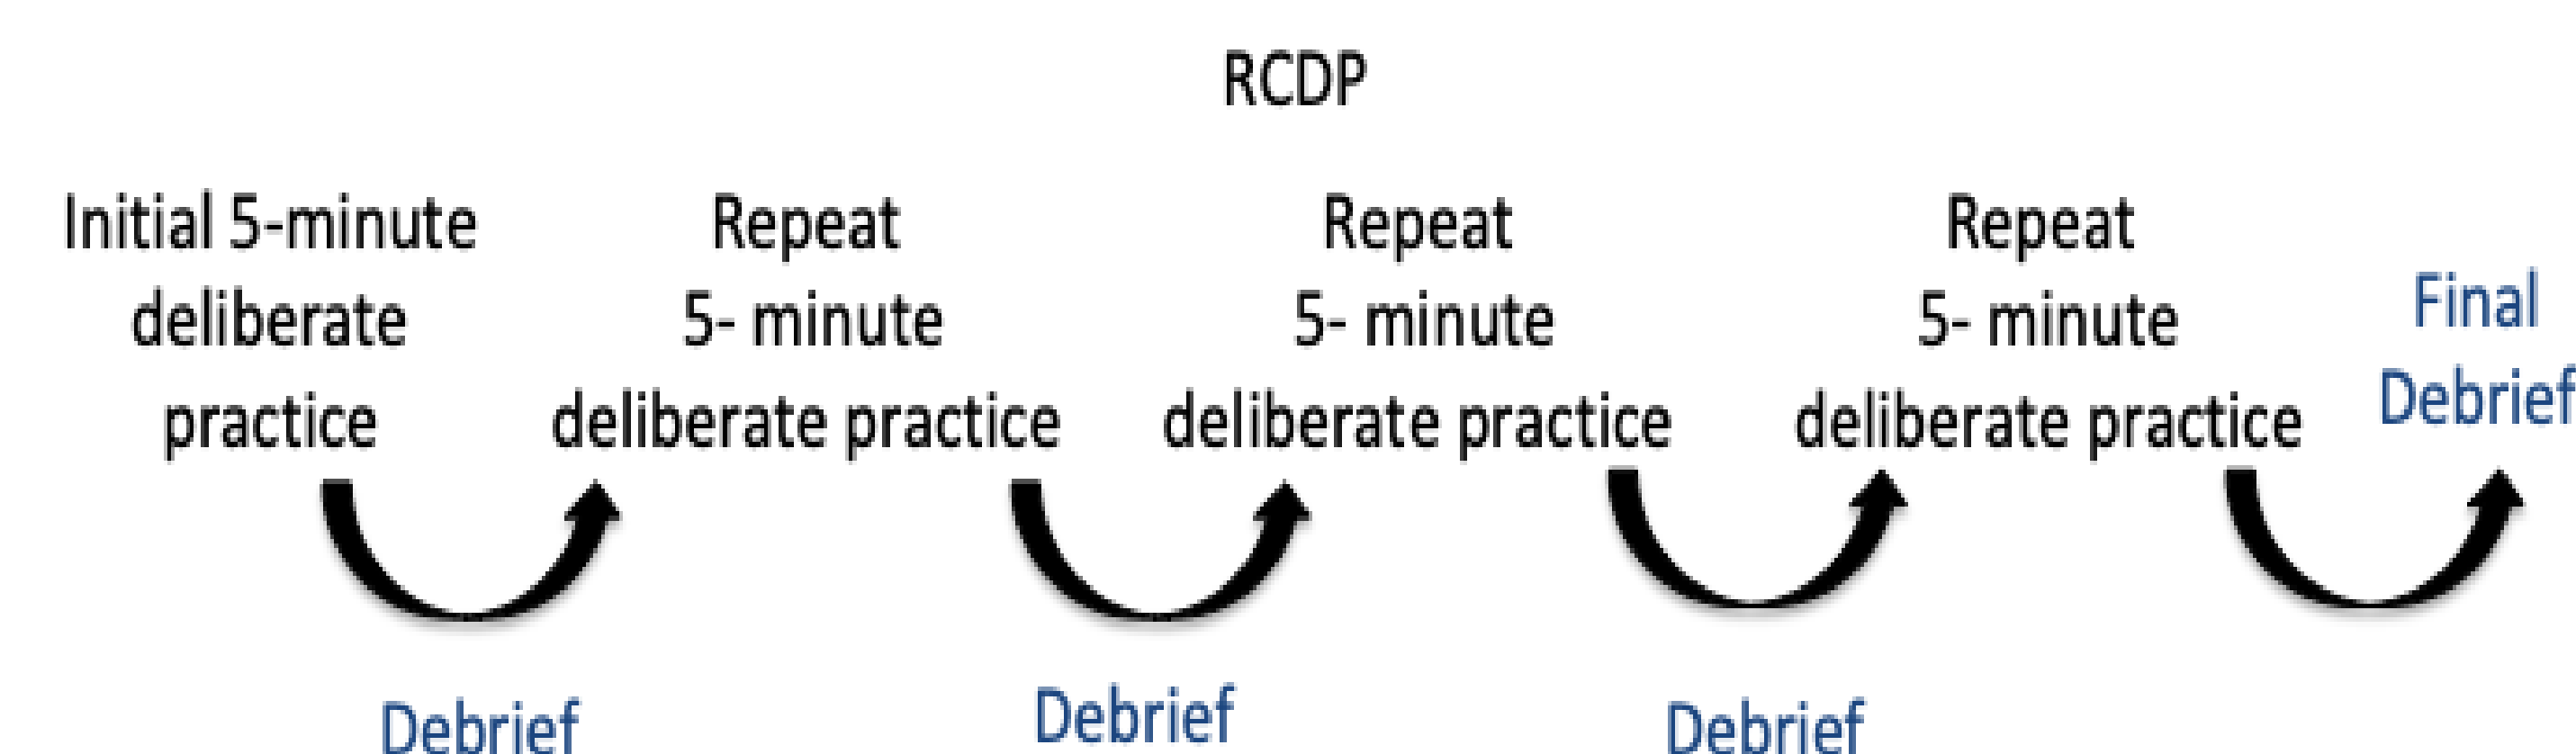 RCDP
Initial 5-minute
deliberate
practice
Repeat
5- minute
deliberate practice
Repeat
5- minute
deliberate practice
Repeat
5- minute
deliberate practice
Final
Debrief
Debrief
Debrief
Debrief